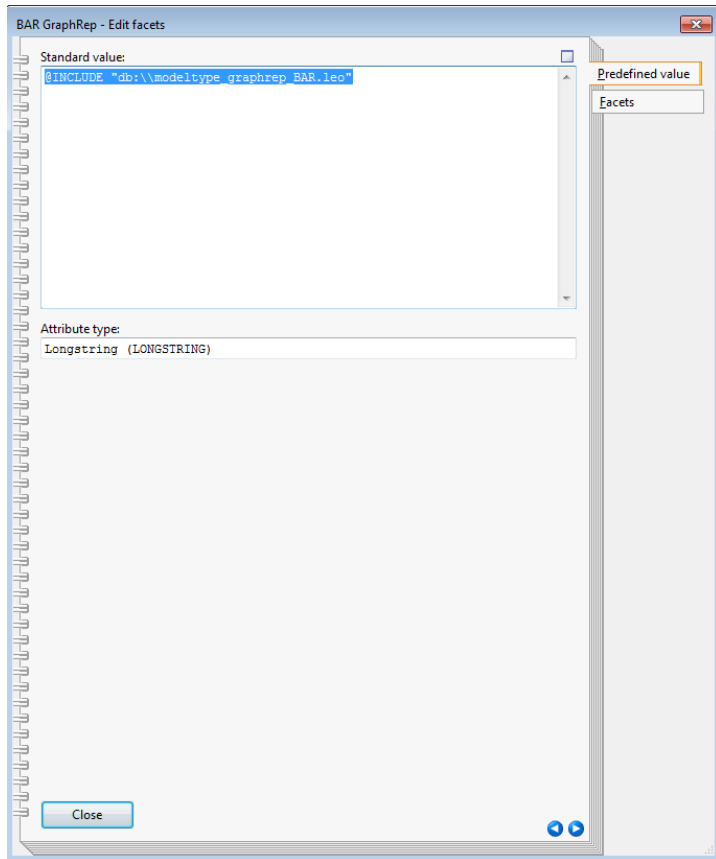 BAR GraphRep - Edit facets
Standard value:
@INCLUDE "db:\\modeltype_graphrep_BAR.leo"
Predefined value
Facets
Attribute type:
Longstring (LONGSTRING)
Close